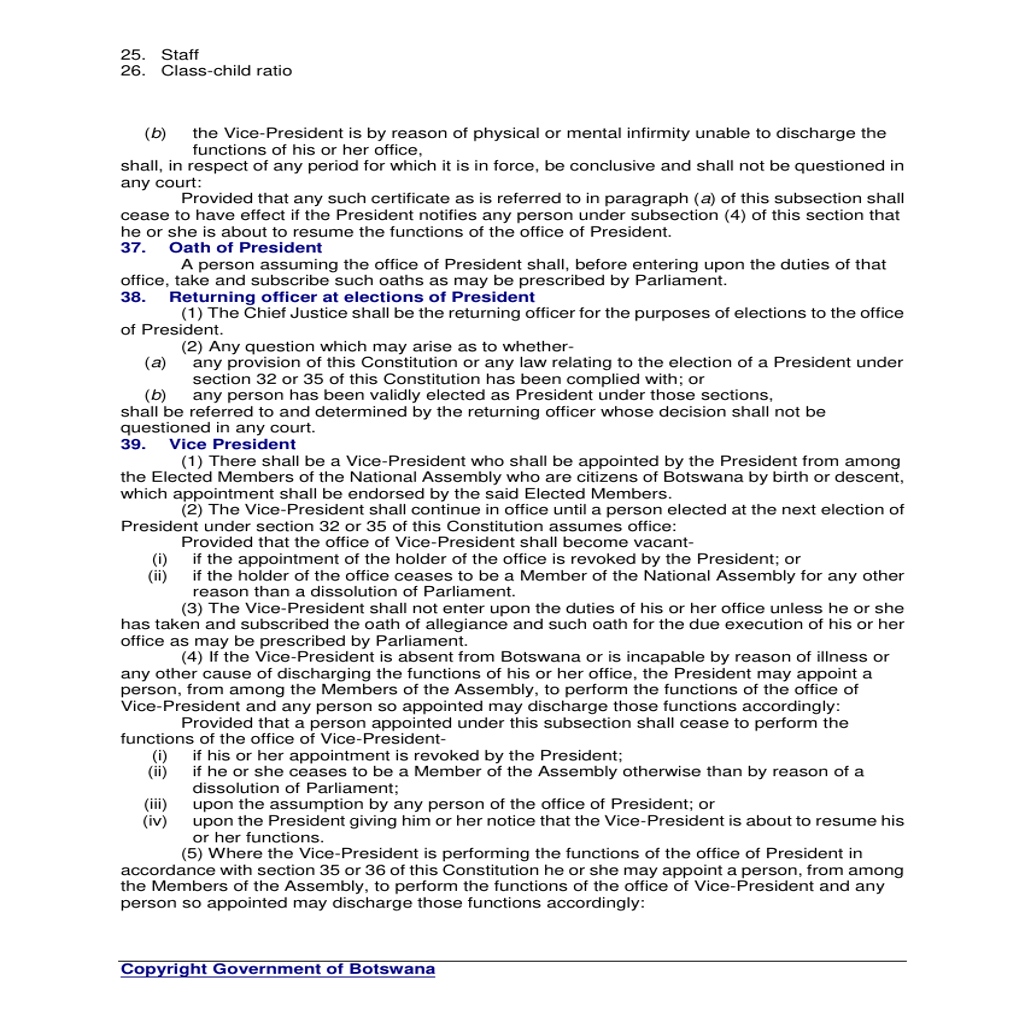 25. Staff
26. Class-child ratio
(b) the Vice-President is by reason of physical or mental infirmity unable to discharge the
functions of his or her office,
shall, in respect of any period for which it is in force, be conclusive and shall not be questioned in
any court:
Provided that any such certificate as is referred to in paragraph (a) of this subsection shall
cease to have effect if the President notifies any person under subsection (4) of this section that
he or she is about to resume the functions of the office of President.
37. Oath of President
A person assuming the office of President shall, before entering upon the duties of that
office, take and subscribe such oaths as may be prescribed by Parliament.
38. Returning officer at elections of President
(1) The Chief Justice shall be the returning officer for the purposes of elections to the office
of President.
(2) Any question which may arise as to whether-
(a) any provision of this Constitution or any law relating to the election of a President under
section 32 or 35 of this Constitution has been complied with; or
(b) any person has been validly elected as President under those sections,
shall be referred to and determined by the returning officer whose decision shall not be
questioned in any court.
39. Vice President
(1) There shall be a Vice-President who shall be appointed by the President from among
the Elected Members of the National Assembly who are citizens of Botswana by birth or descent,
which appointment shall be endorsed by the said Elected Members.
(2) The Vice-President shall continue in office until a person elected at the next election of
President under section 32 or 35 of this Constitution assumes office:
Provided that the office of Vice-President shall become vacant-
(i) if the appointment of the holder of the office is revoked by the President; or
(ii) if the holder of the office ceases to be a Member of the National Assembly for any other
reason than a dissolution of Parliament.
(3) The Vice-President shall not enter upon the duties of his or her office unless he or she
has taken and subscribed the oath of allegiance and such oath for the due execution of his or her
office as may be prescribed by Parliament.
(4) If the Vice-President is absent from Botswana or is incapable by reason of illness or
any other cause of discharging the functions of his or her office, the President may appoint a
person, from among the Members of the Assembly, to perform the functions of the office of
Vice-President and any person so appointed may discharge those functions accordingly:
Provided that a person appointed under this subsection shall cease to perform the
functions of the office of Vice-President-
(i) if his or her appointment is revoked by the President;
(ii) if he or she ceases to be a Member of the Assembly otherwise than by reason of a
dissolution of Parliament;
(iii) upon the assumption by any person of the office of President; or
(iv) upon the President giving him or her notice that the Vice-President is about to resume his
or her functions.
(5) Where the Vice-President is performing the functions of the office of President in
accordance with section 35 or 36 of this Constitution he or she may appoint a person, from among
the Members of the Assembly, to perform the functions of the office of Vice-President and any
person so appointed may discharge those functions accordingly:
Copyright Government of Botswana